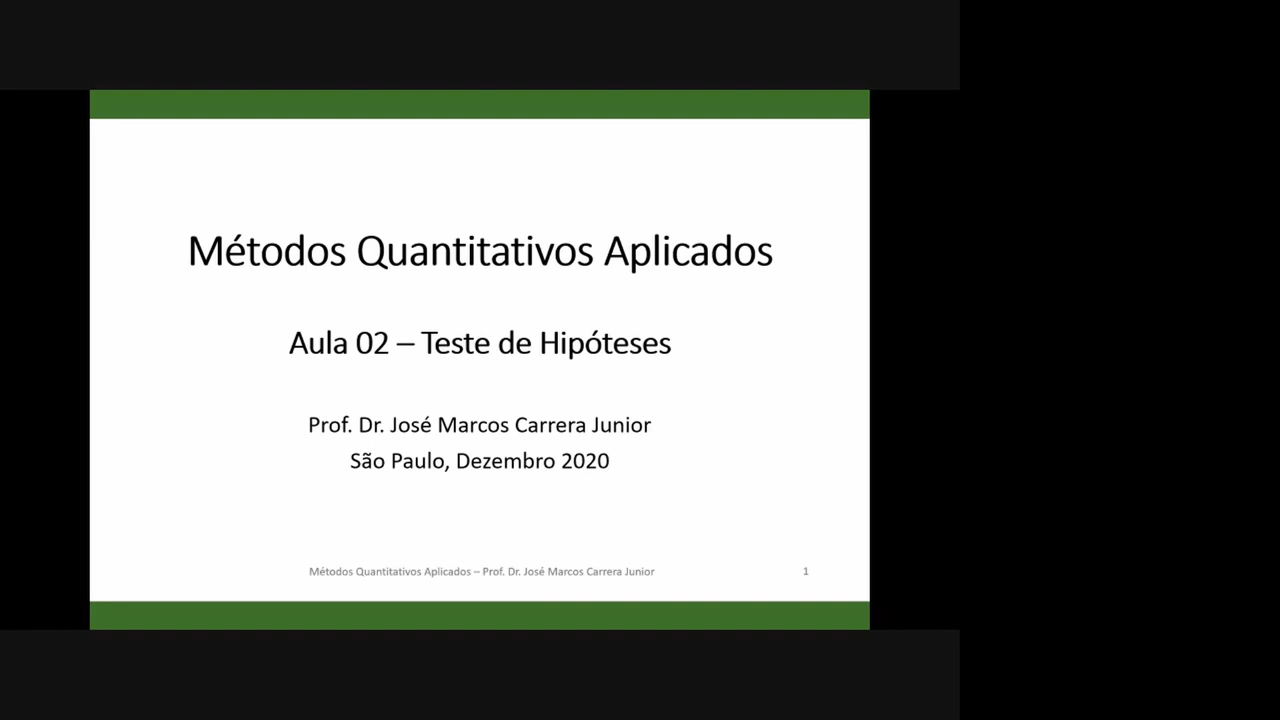 Métodos Quantitativos Aplicados
Aula 02 – Teste de Hipóteses
Prof. Dr. José Marcos Carrera Junior
São Paulo, Dezembro 2020
Métodos Quantitativos Aplicados – Prof. Dr. José Marcos Carrera Junior
1